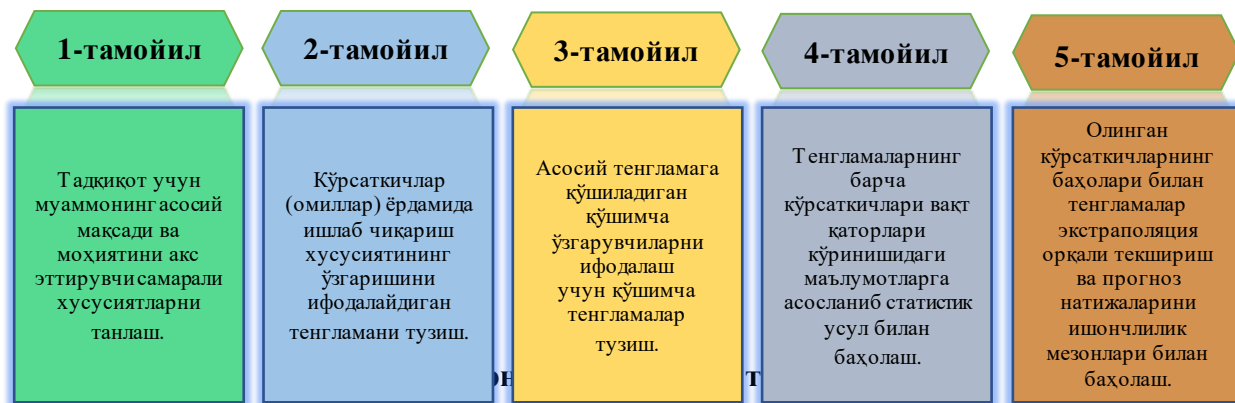 1-тамойил
Тадқиқот учун
муаммонинг асосий
мақсади ва
моҳиятини акс
эттирувчи самарали
хусусиятларни
танлаш.
2-тамойил
Кўрсаткичлар
(омиллар) ёрдамида
ишлаб чиқариш
хусусиятининг
ўзгаришини
ифодалайдиган
тенгламани тузиш.
3-тамойил
Асосий тенгламага
қўшиладиган
қўшимча
ўзгарувчиларни
ифодалаш
учун қўшимча
тенгламалар
тузиш.
4-тамойил
Тенгламаларнинг
барча
кўрсаткичлари вақт
қаторлари
кўринишидаги
маълумотларга
асосланиб статистик
усул билан
баҳолаш.
5-тамойил
Олинган
кўрсаткичларнинг
баҳолари билан
тенгламалар
экстраполяция
орқали текшириш
ва прогноз
натижаларини
ишончлилик
мезонлари билан
баҳолаш.